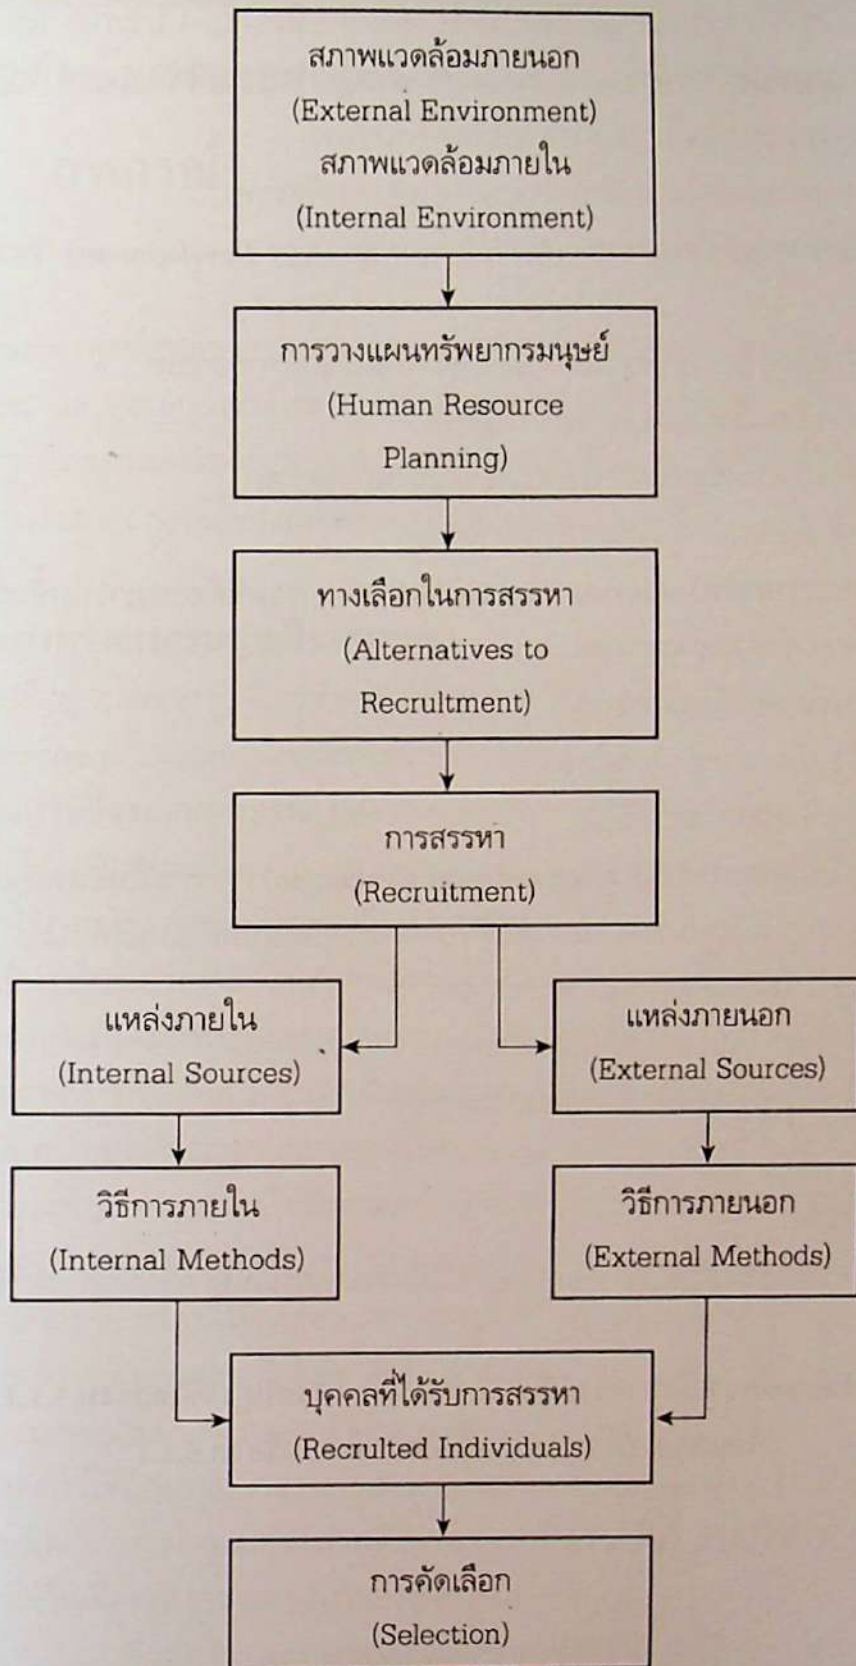 สภาพแวดล้อมภายนอก
(External Environment)
สภาพแวดล้อมภายใน
(Internal Environment)
การวางแผนทรัพยากรมนุษย์
(Human Resource
Planning)
ทางเลือกในการสรรหา
(Alternatives to
Recrultment)
การสรรหา
(Recruitment)
แหล่งภายใน
(Internal Sources)
แหล่งภายนอก
(External Sources)
วิธีการภายใน
(Internal Methods)
วิธีการภายนอก
(External Methods)
บุคคลที่ได้รับการสรรหา
(Recrulted Individuals)
การคัดเลือก
(Selection)